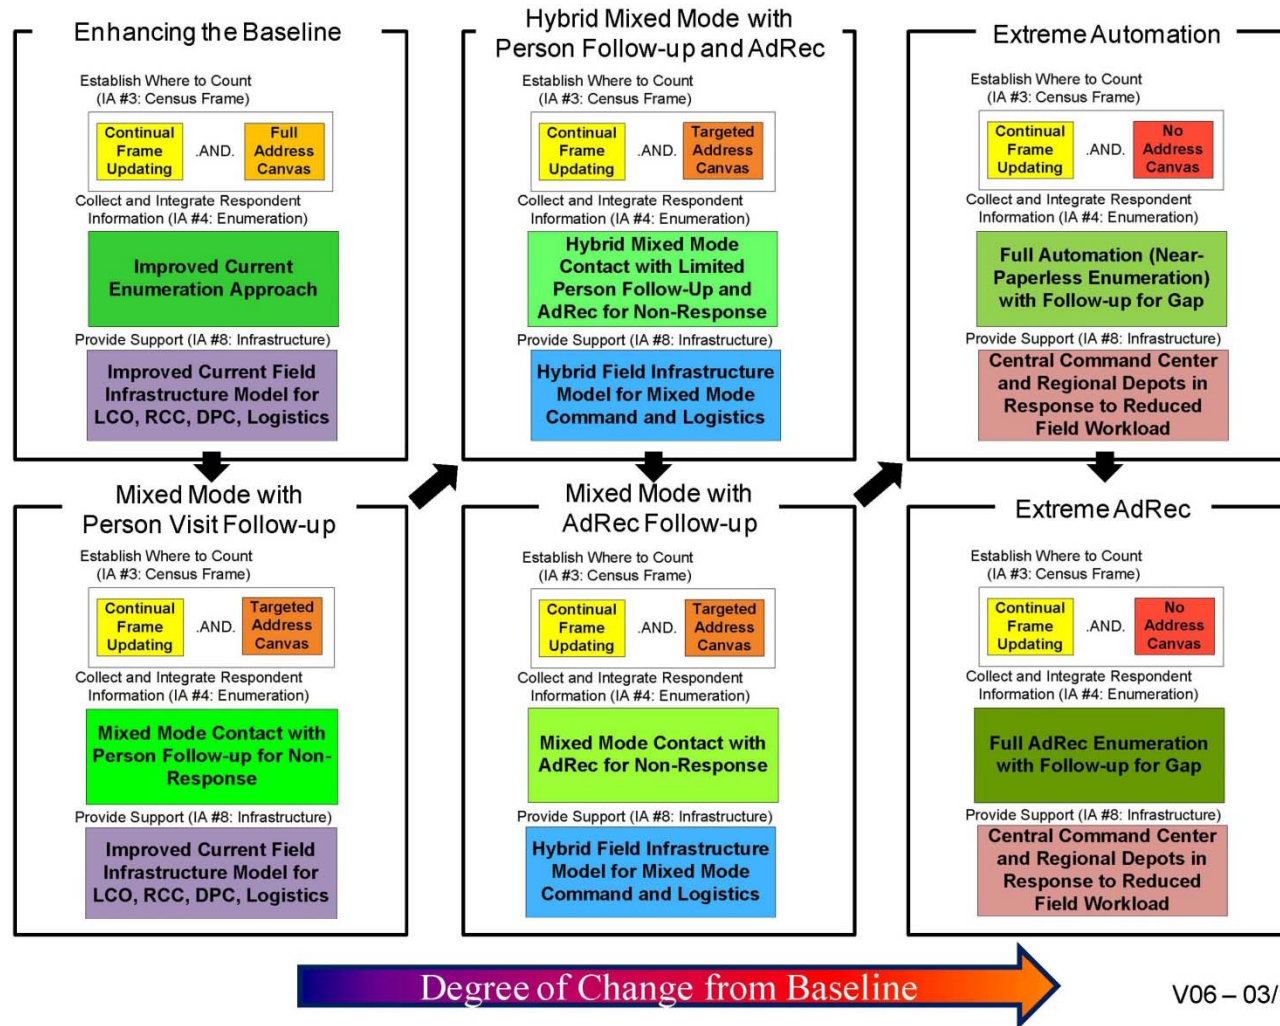 Enhancing the Baseline
Establish Where to Count
(IA #3: Census Frame)
Continual
Frame
Updating
.AND.
Full
Address
Canvas
Collect and Integrate Respondent
Information (IA #4: Enumeration)
Improved Current
Enumeration Approach
Provide Support (IA #8: Infrastructure)
Improved Current Field
Infrastructure Model for
LCO, RCC, DPC, Logistics
Mixed Mode with
Person Visit Follow-up
Establish Where to Count
(IA #3: Census Frame)
Continual
Frame
Updating
.AND.
Targeted
Address
Canvas
Collect and Integrate Respondent
Information (IA #4: Enumeration)
Mixed Mode Contact with
Person Follow-up for Non-
Response
Provide Support (IA #8: Infrastructure)
Improved Current Field
Infrastructure Model for
LCO, RCC, DPC, Logistics
Hybrid Mixed Mode with
Person Follow-up and AdRec
Establish Where to Count
(IA #3: Census Frame)
Continual
Frame
Updating
.AND.
Targeted
Address
Canvas
Collect and Integrate Respondent
Information (IA #4: Enumeration)
Hybrid Mixed Mode
Contact with Limited
Person Follow-Up and
AdRec for Non-Response
Provide Support (IA #8: Infrastructure)
Hybrid Field Infrastructure
Model for Mixed Mode
Command and Logistics
Mixed Mode with
AdRec Follow-up
Establish Where to Count
(IA #3: Census Frame)
Continual
Frame
Updating
.AND.
Targeted
Address
Canvas
Collect and Integrate Respondent
Information (IA #4: Enumeration)
Mixed Mode Contact with
AdRec for Non-Response
Provide Support (IA #8: Infrastructure)
Hybrid Field Infrastructure
Model for Mixed Mode
Command and Logistics
Extreme Automation
Establish Where to Count
(IA #3: Census Frame)
Continual
Frame
Updating
.AND.
No
Address
Canvas
Collect and Integrate Respondent
Information (IA #4: Enumeration)
Full Automation (Near-
Paperless Enumeration)
with Follow-up for Gap
Provide Support (IA #8: Infrastructure)
Central Command Center
and Regional Depots in
Response to Reduced
Field Workload
Extreme AdRec
Establish Where to Count
(IA #3: Census Frame)
Continual
Frame
Updating
.AND.
No
Address
Canvas
Collect and Integrate Respondent
Information (IA #4: Enumeration)
Full AdRec Enumeration
with Follow-up for Gap
Provide Support (IA #8: Infrastructure)
Central Command Center
and Regional Depots in
Response to Reduced
Field Workload
Degree of Change from Baseline
V06 – 03/